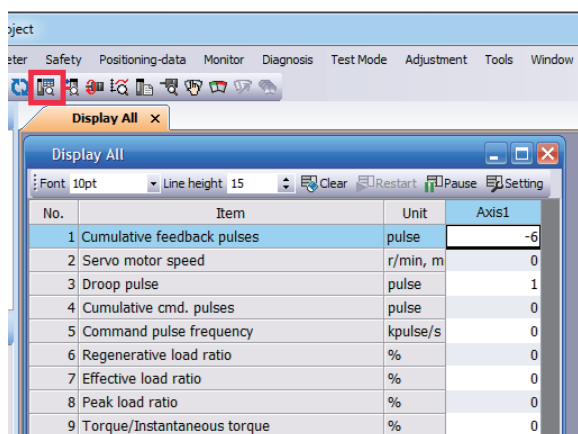 oject
eter Safety Positioning-data Monitor Diagnosis Test Mode Adjustment Tools Window
Display All ×
Display All
Font 10pt Line height 15 Clear Restart Pause Setting
No. Item Unit Axis1
1 Cumulative feedback pulses pulse -6
2 Servo motor speed r/min, m 0
3 Droop pulse pulse 1
4 Cumulative cmd. pulses pulse 0
5 Command pulse frequency kpulse/s 0
6 Regenerative load ratio % 0
7 Effective load ratio % 0
8 Peak load ratio % 0
9 Torque/Instantaneous torque % 0